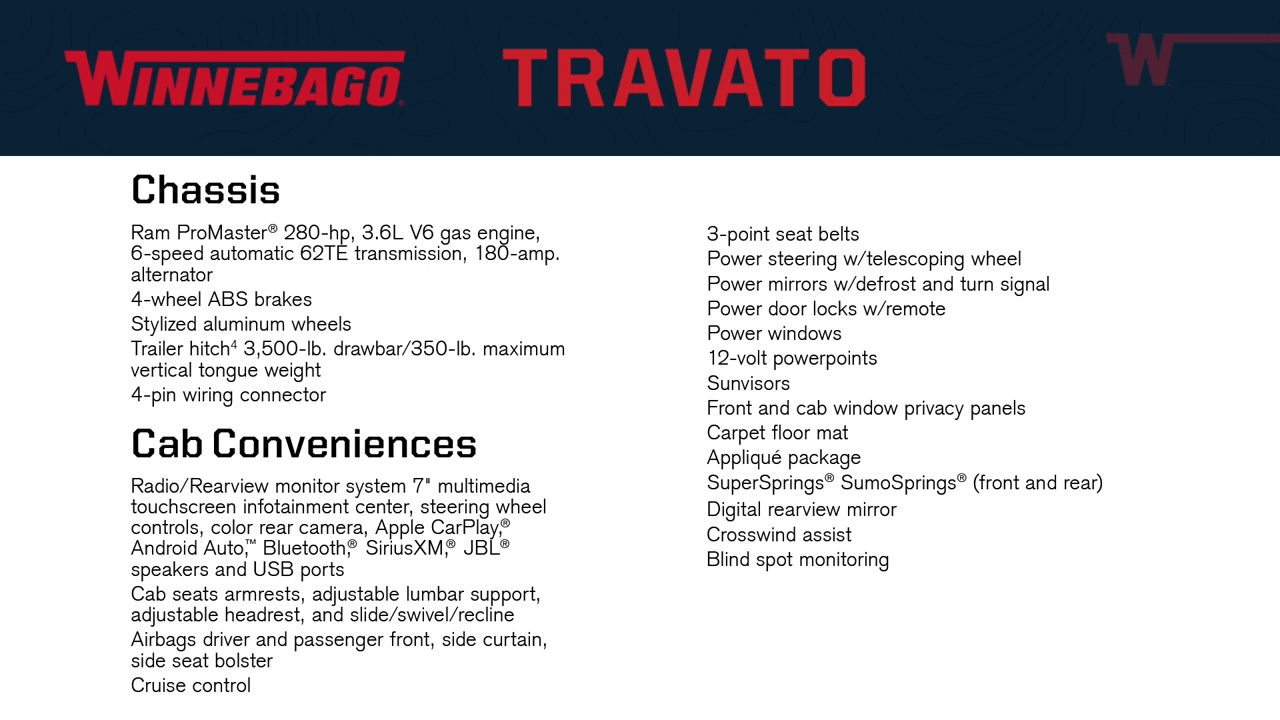 WINNEBAGO®
TRAVATO
W
Chassis
Ram ProMaster® 280-hp, 3.6L V6 gas engine,
6-speed automatic 62TE transmission, 180-amp.
alternator
4-wheel ABS brakes
Stylized aluminum wheels
Trailer hitch⁴ 3,500-lb. drawbar/350-lb. maximum
vertical tongue weight
4-pin wiring connector
Cab Conveniences
Radio/Rearview monitor system 7" multimedia
touchscreen infotainment center, steering wheel
controls, color rear camera, Apple CarPlay,®
Android Auto,™ Bluetooth,® SiriusXM,® JBL®
speakers and USB ports
Cab seats armrests, adjustable lumbar support,
adjustable headrest, and slide/swivel/recline
Airbags driver and passenger front, side curtain,
side seat bolster
Cruise control
3-point seat belts
Power steering w/telescoping wheel
Power mirrors w/defrost and turn signal
Power door locks w/remote
Power windows
12-volt powerpoints
Sunvisors
Front and cab window privacy panels
Carpet floor mat
Appliqué package
SuperSprings® SumoSprings® (front and rear)
Digital rearview mirror
Crosswind assist
Blind spot monitoring